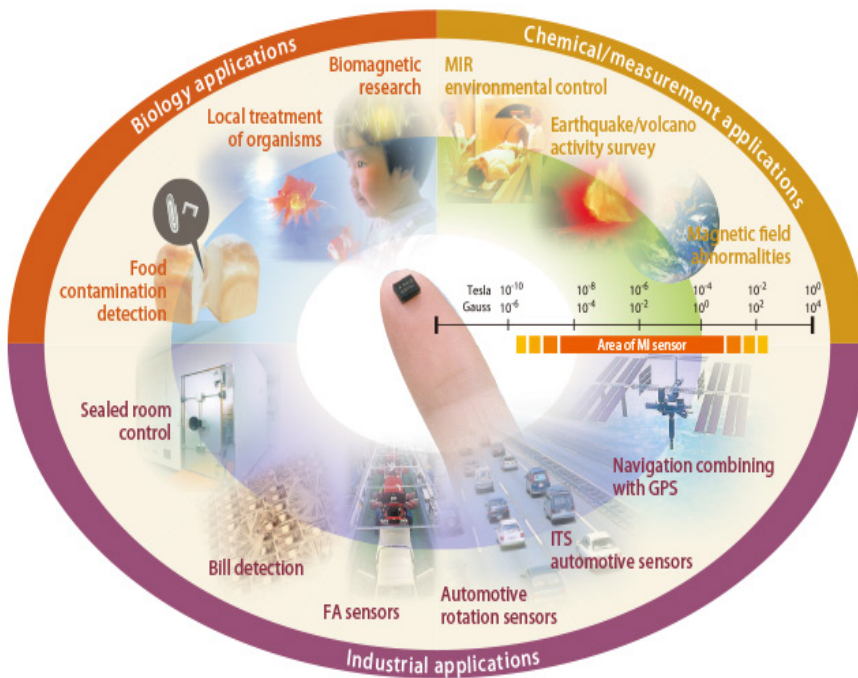 Biology applications
Chemical/measurement applications
Biomagnetic
research
MIR
environmental control
Local treatment
of organisms
Earthquake/volcano
activity survey
Magnetic field
abnormalities
Food
contamination
detection
Tesla 10⁻¹⁰ 10⁻⁸ 10⁻⁶ 10⁻⁴ 10⁻² 10⁰
Gauss 10⁻⁶ 10⁻⁴ 10⁻² 10⁰ 10² 10⁴
Area of MI sensor
Sealed room
control
Navigation combining
with GPS
ITS
automotive sensors
Bill detection
FA sensors
Automotive
rotation sensors
Industrial applications